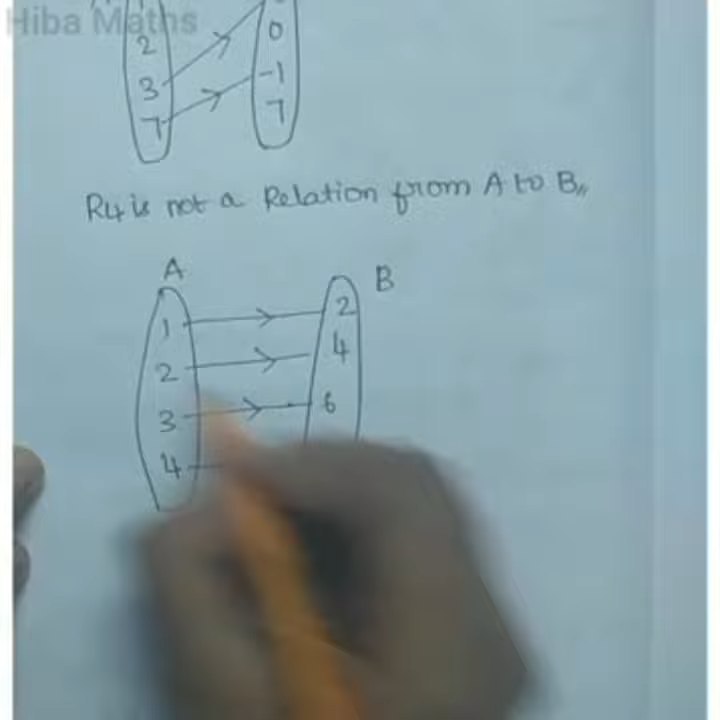 Hiba Maths
2 0
3 -1
7 7
R4 is not a Relation from A to B,,
A B
1 2
2 4
3 6
4